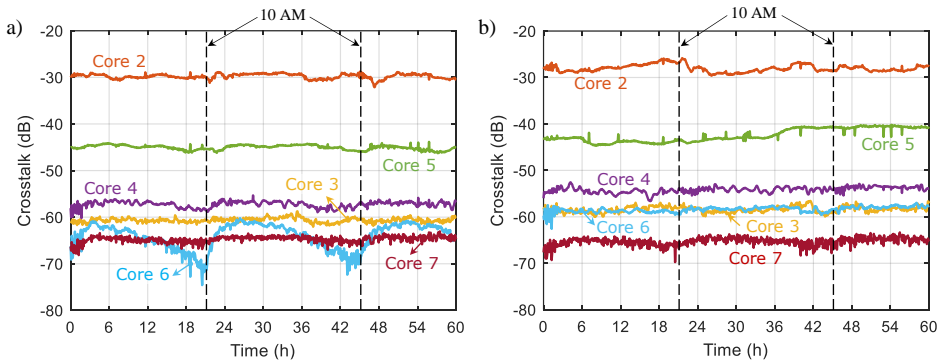 a)
10 AM
-20
-30
-40
-50
-60
-70
-80
Crosstalk (dB)
Core 2
Core 5
Core 4
Core 3
Core 6
Core 7
0 6 12 18 24 30 36 42 48 54 60
Time (h)
b)
10 AM
-20
-30
-40
-50
-60
-70
-80
Crosstalk (dB)
Core 2
Core 5
Core 4
Core 6
Core 3
Core 7
0 6 12 18 24 30 36 42 48 54 60
Time (h)